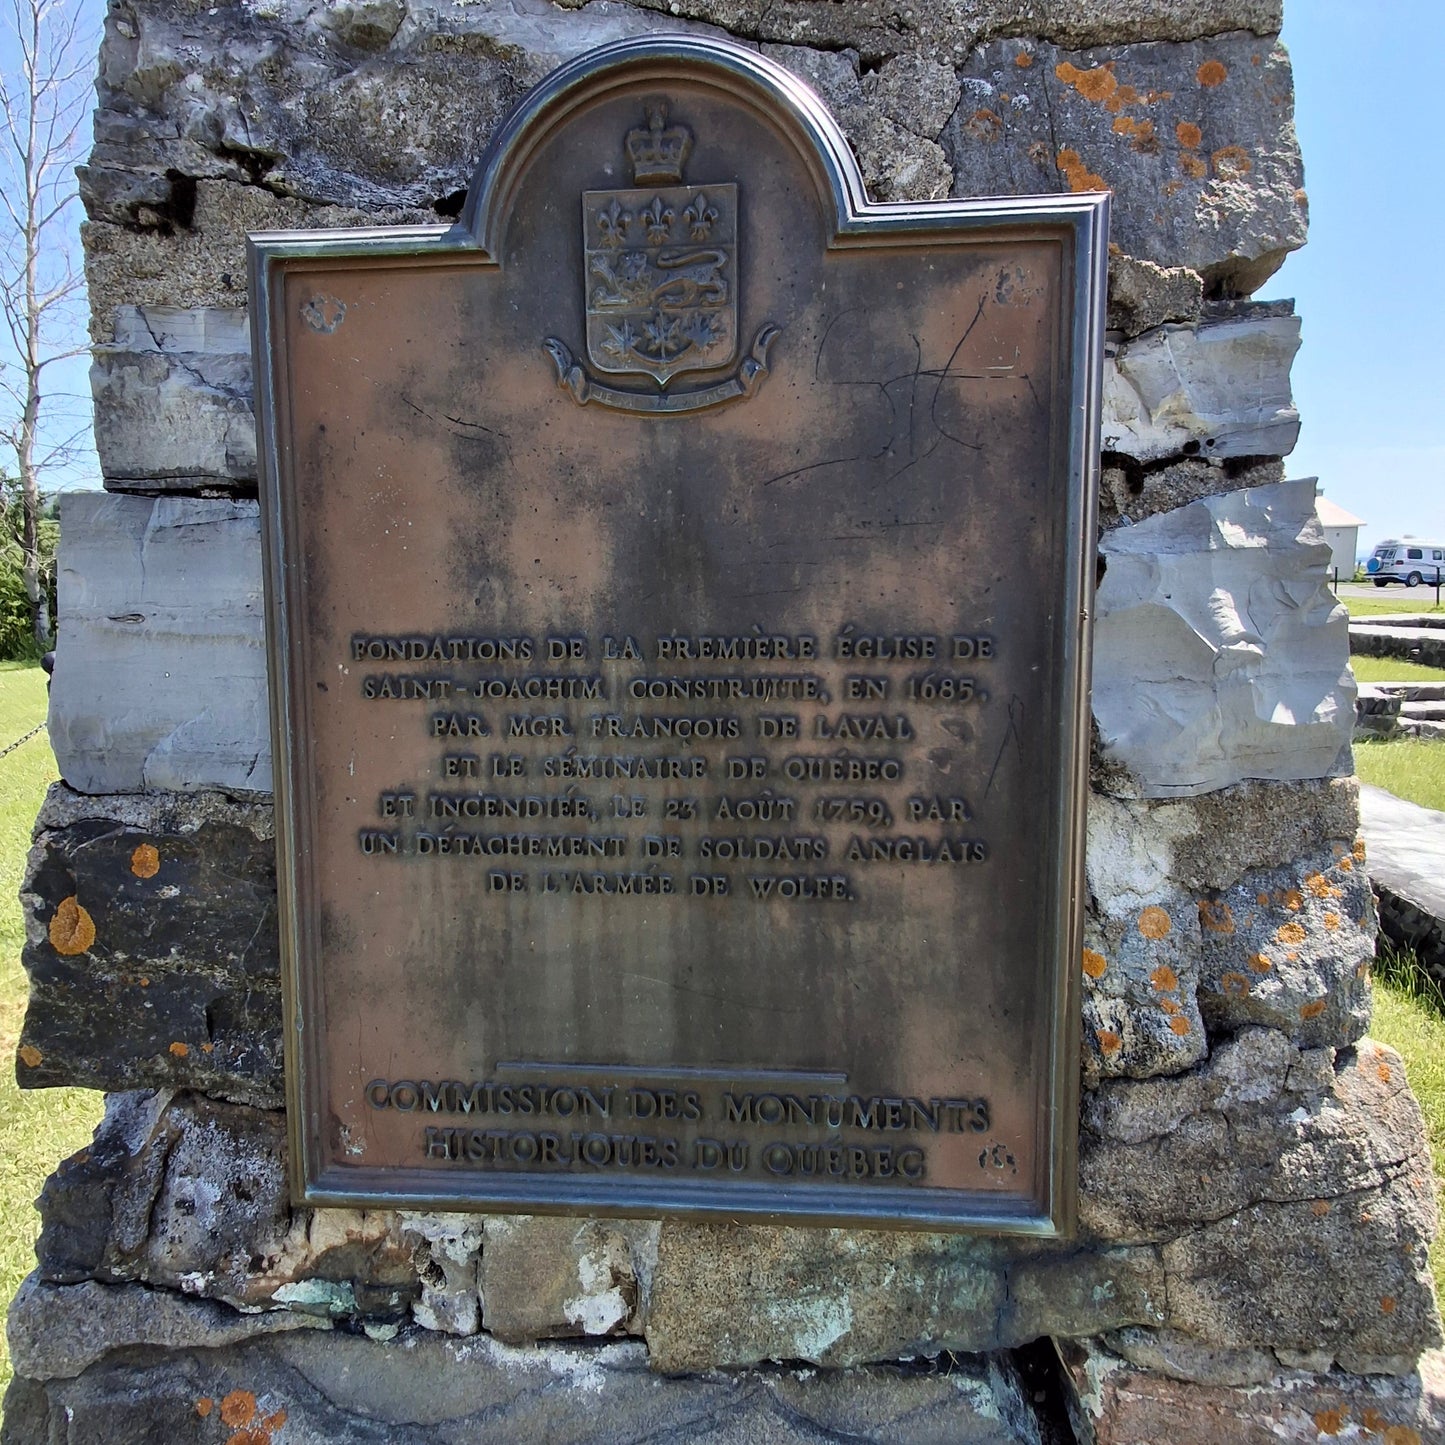 FONDATIONS DE LA PREMIÈRE ÉGLISE DE
SAINT-JOACHIM, CONSTRUITE, EN 1685,
PAR MGR FRANÇOIS DE LAVAL
ET LE SÉMINAIRE DE QUÉBEC
ET INCENDIÉE, LE 23 AOÛT 1759, PAR
UN DÉTACHEMENT DE SOLDATS ANGLAIS
DE L'ARMÉE DE WOLFE.
COMMISSION DES MONUMENTS
HISTORIQUES DU QUÉBEC